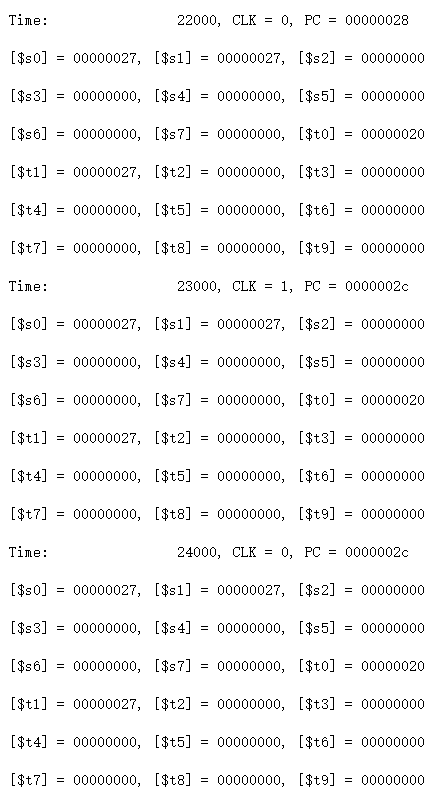 Time:                22000, CLK = 0, PC = 00000028
[$s0] = 00000027, [$s1] = 00000027, [$s2] = 00000000
[$s3] = 00000000, [$s4] = 00000000, [$s5] = 00000000
[$s6] = 00000000, [$s7] = 00000000, [$t0] = 00000020
[$t1] = 00000027, [$t2] = 00000000, [$t3] = 00000000
[$t4] = 00000000, [$t5] = 00000000, [$t6] = 00000000
[$t7] = 00000000, [$t8] = 00000000, [$t9] = 00000000
Time:                23000, CLK = 1, PC = 0000002c
[$s0] = 00000027, [$s1] = 00000027, [$s2] = 00000000
[$s3] = 00000000, [$s4] = 00000000, [$s5] = 00000000
[$s6] = 00000000, [$s7] = 00000000, [$t0] = 00000020
[$t1] = 00000027, [$t2] = 00000000, [$t3] = 00000000
[$t4] = 00000000, [$t5] = 00000000, [$t6] = 00000000
[$t7] = 00000000, [$t8] = 00000000, [$t9] = 00000000
Time:                24000, CLK = 0, PC = 0000002c
[$s0] = 00000027, [$s1] = 00000027, [$s2] = 00000000
[$s3] = 00000000, [$s4] = 00000000, [$s5] = 00000000
[$s6] = 00000000, [$s7] = 00000000, [$t0] = 00000020
[$t1] = 00000027, [$t2] = 00000000, [$t3] = 00000000
[$t4] = 00000000, [$t5] = 00000000, [$t6] = 00000000
[$t7] = 00000000, [$t8] = 00000000, [$t9] = 00000000